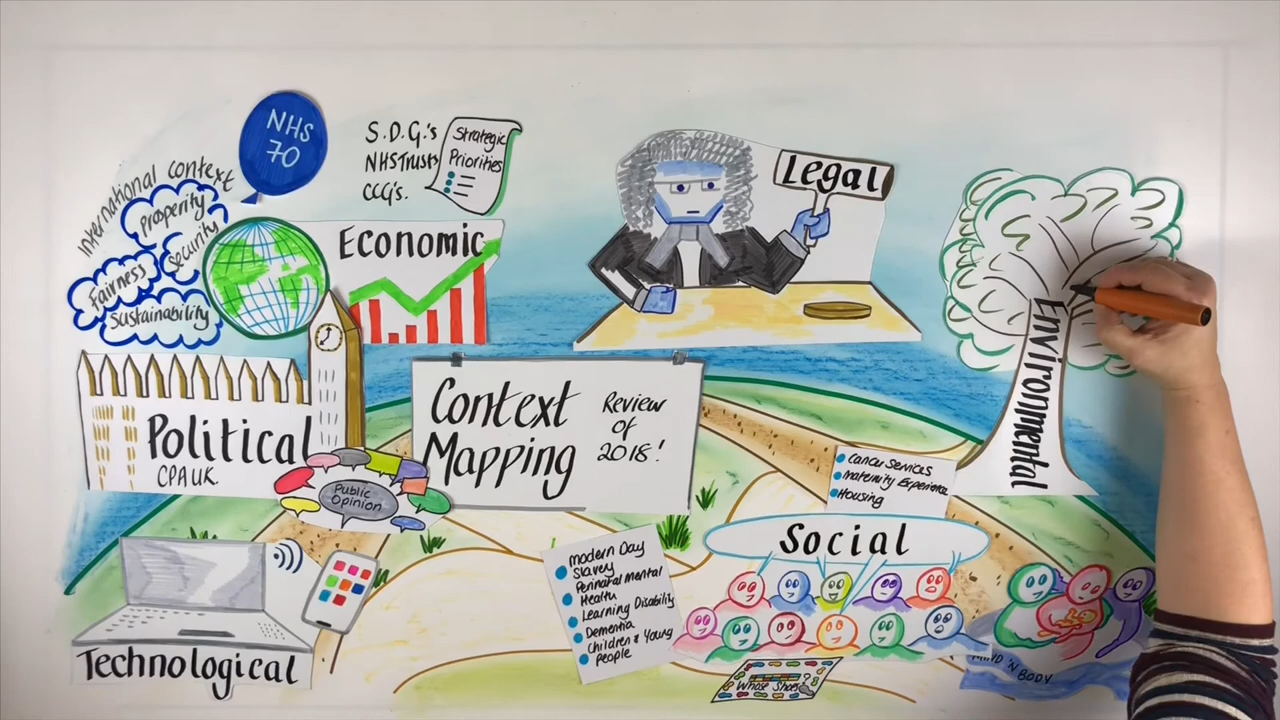 NHS
70
International context
Prosperity
Security
Fairness
Sustainability
S.D.G.'s
NHS Trusts
CCG's.
Strategic
Priorities
Economic
Legal
Environmental
Political
CPA UK.
Public
Opinion
Context
Mapping
Review
of
2018!
Cancer Services
Maternity Experience
Housing
Social
Modern Day
Slavery
Perinatal Mental
Health
Learning Disability
Dementia
Children & Young
People
Technological
Whose Shoes?
MIND 'N BODY